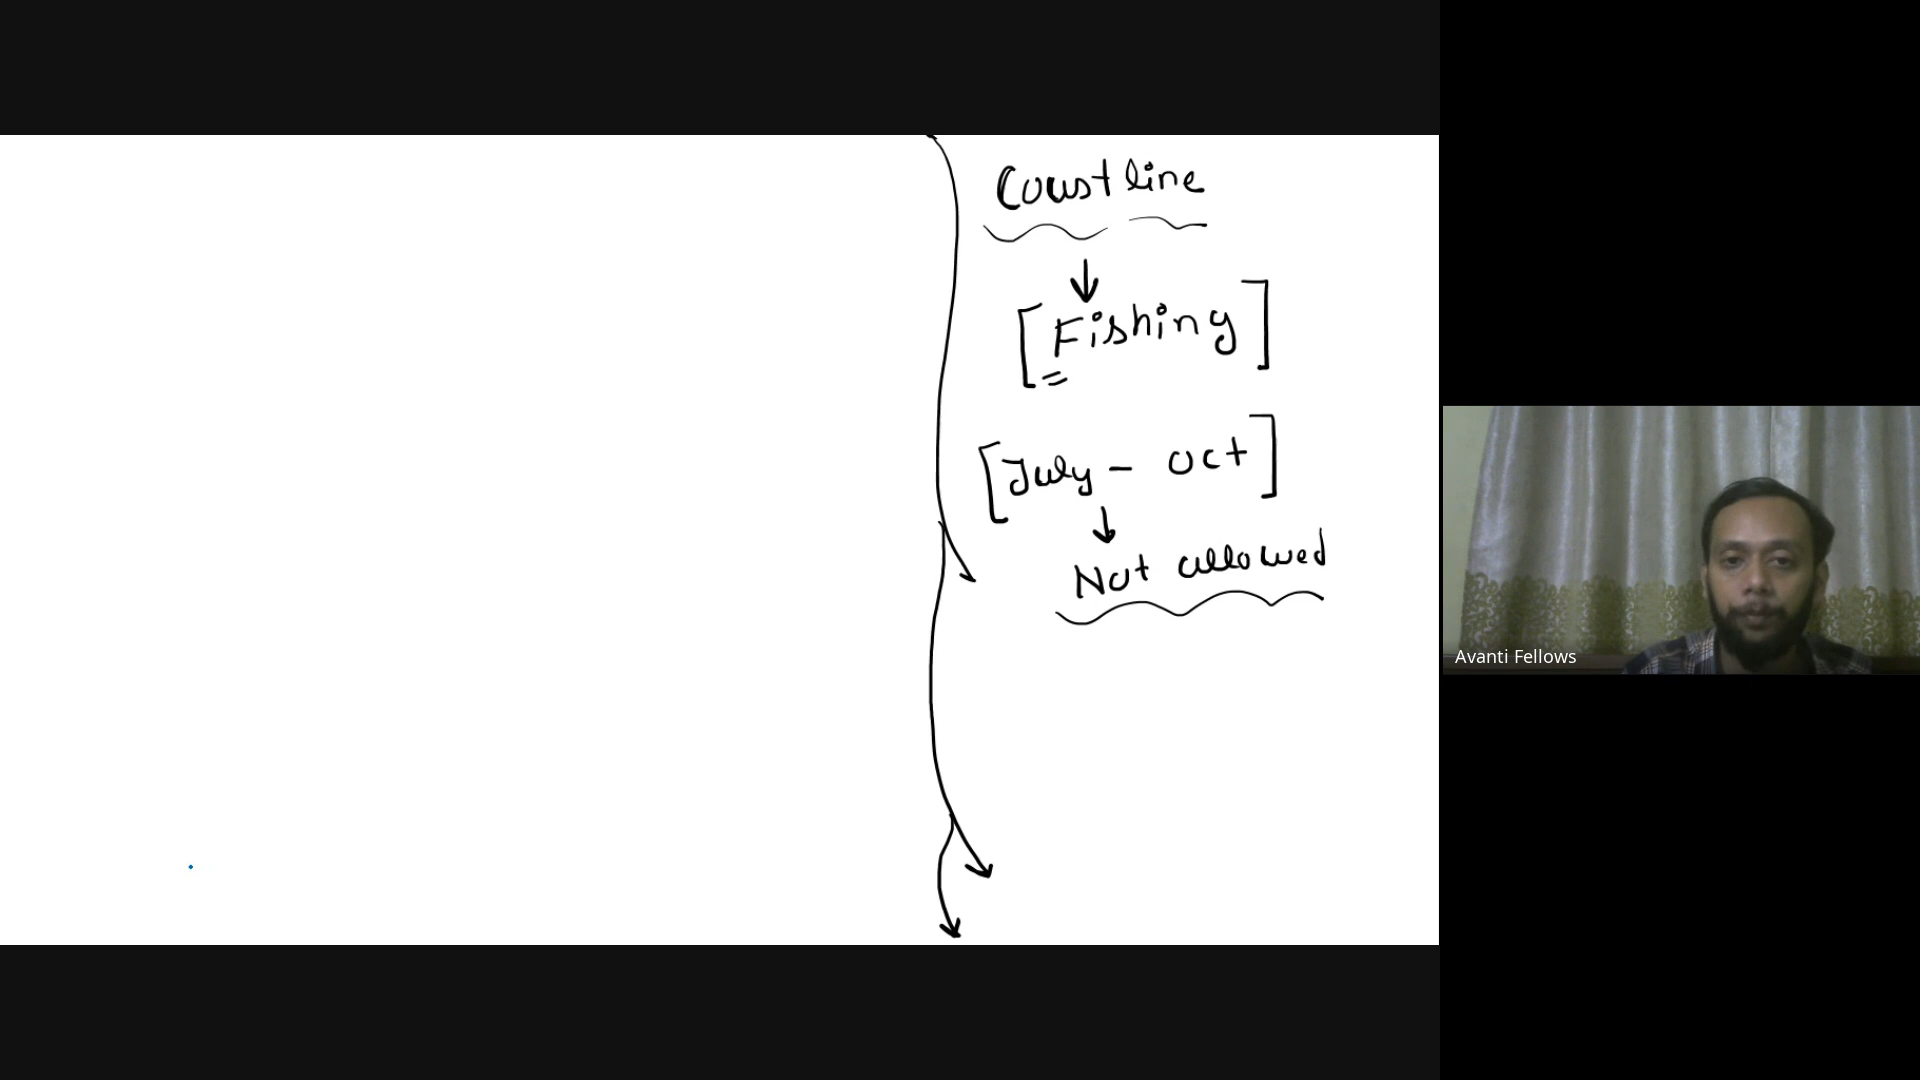 Coastline
[Fishing]
[July - Oct]
Not allowed
Avanti Fellows